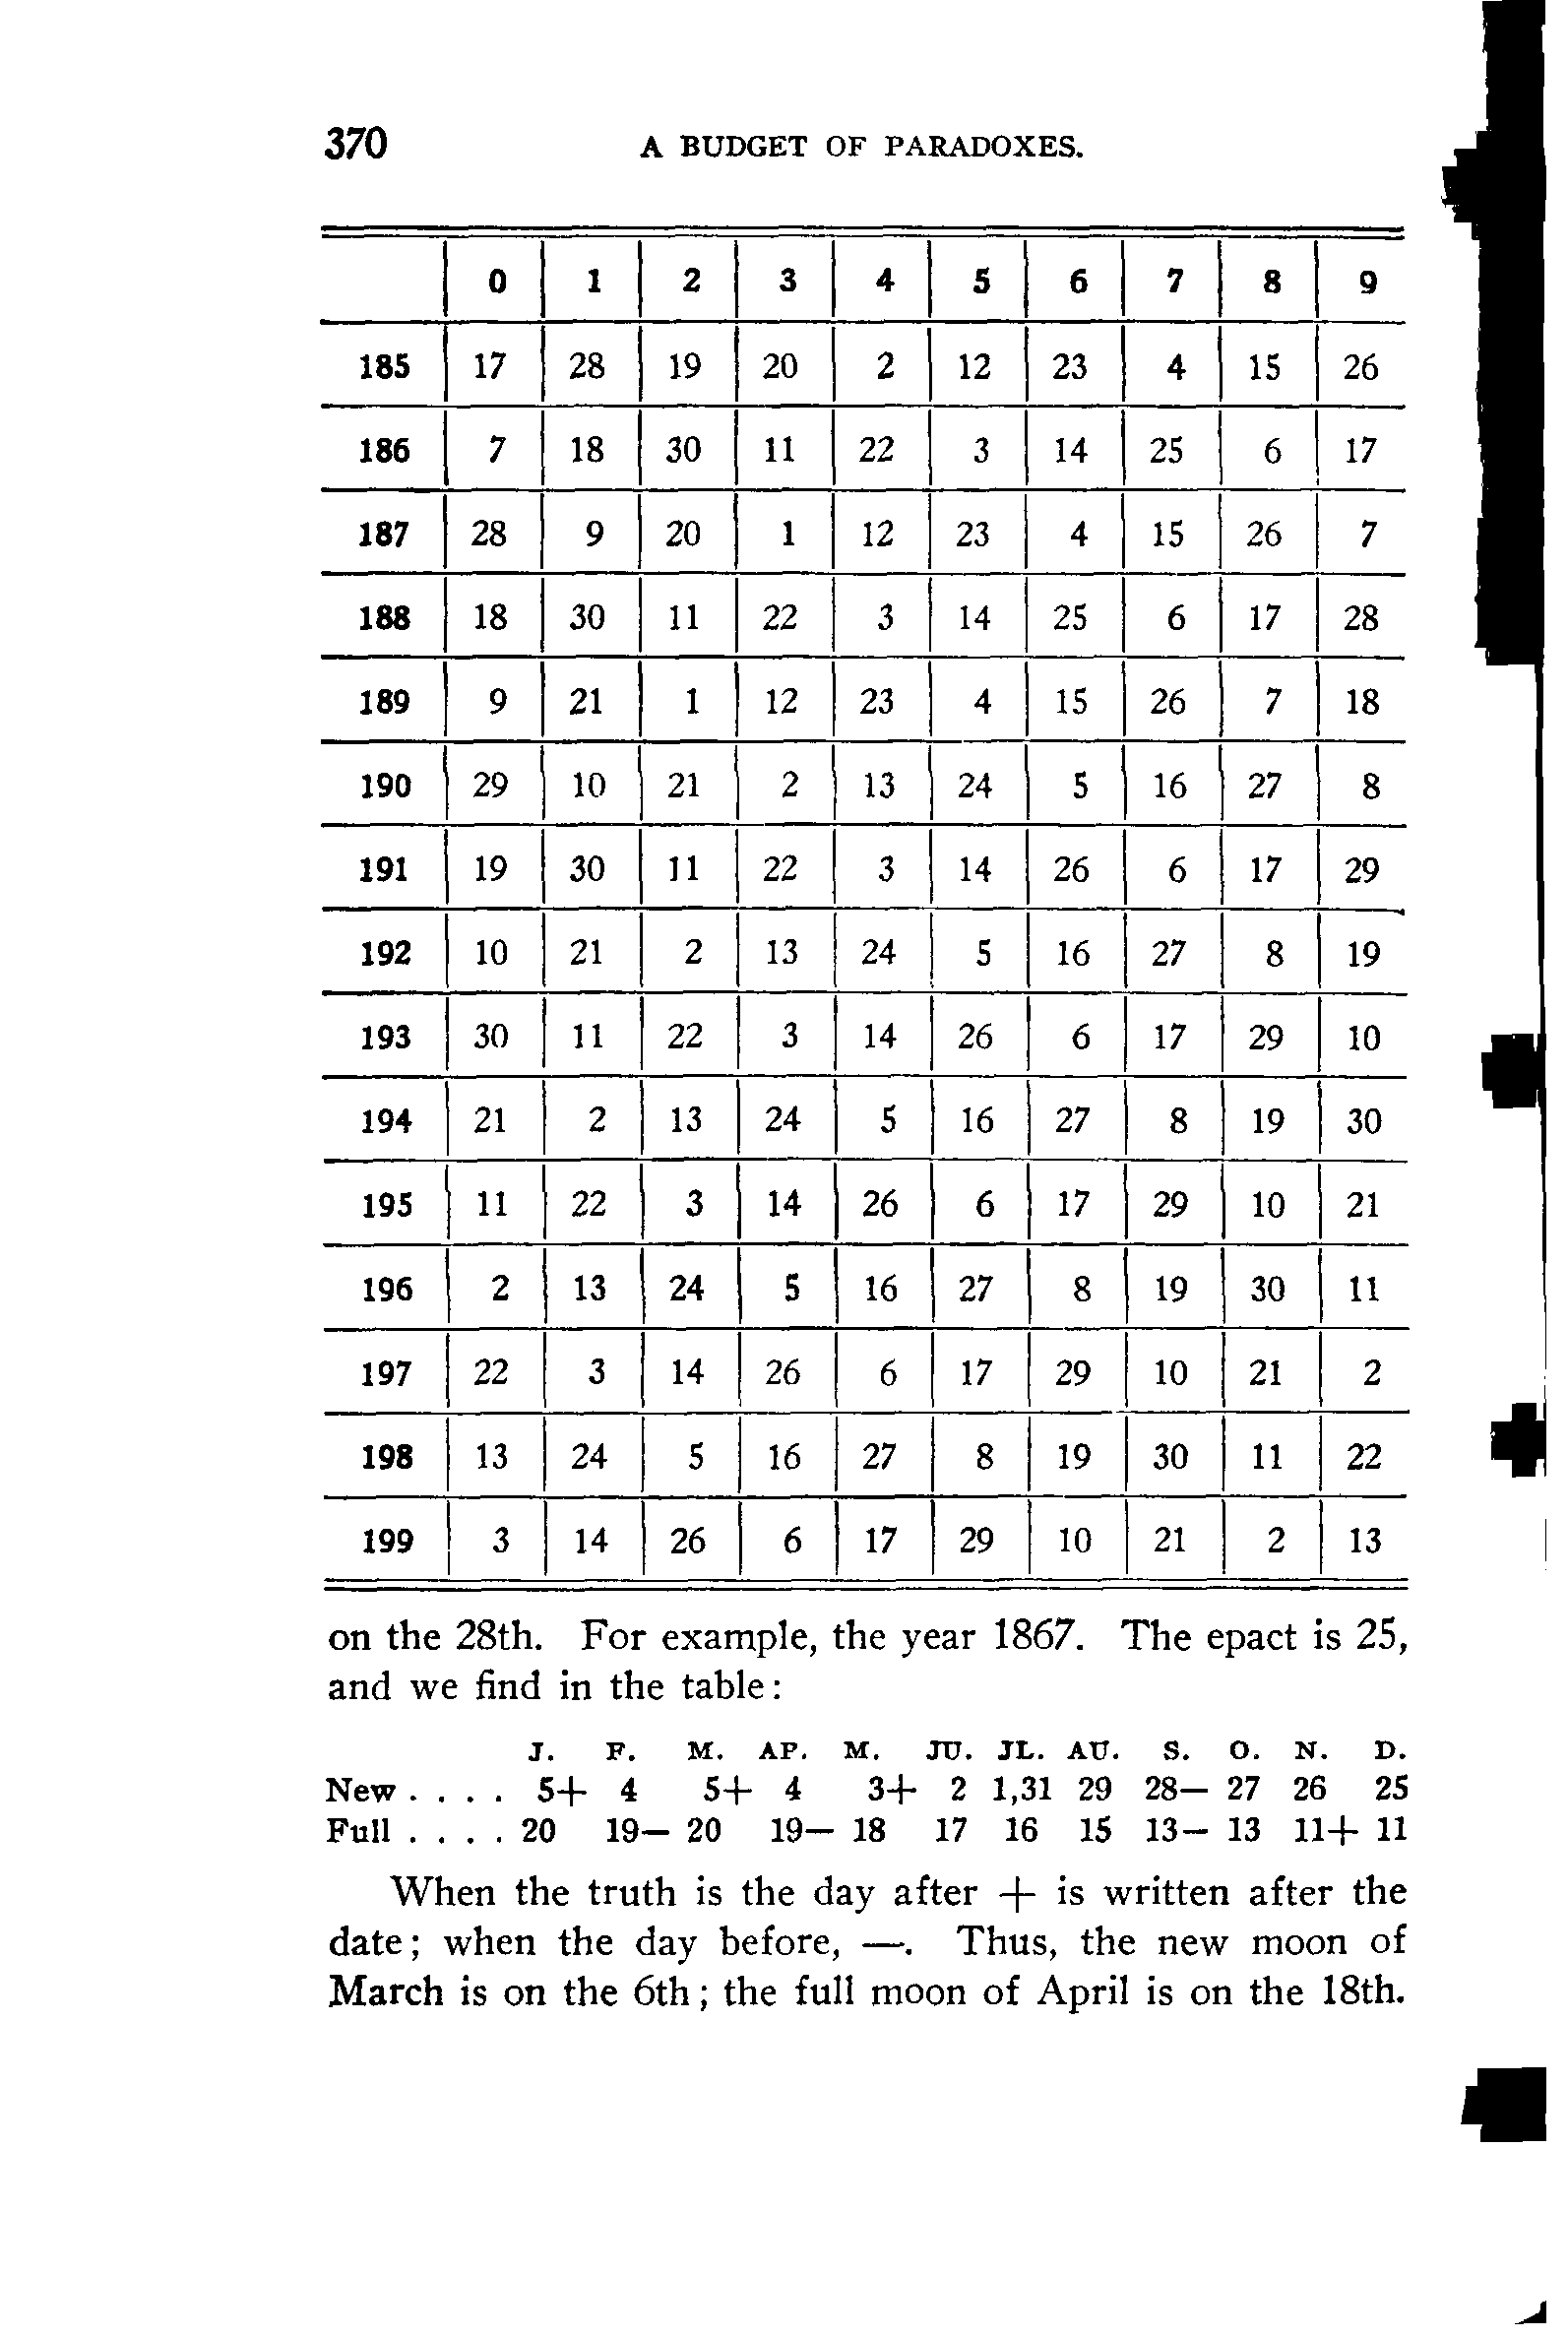 370 A BUDGET OF PARADOXES.
0 1 2 3 4 5 6 7 8 9
185 17 28 19 20 2 12 23 4 15 26
186 7 18 30 11 22 3 14 25 6 17
187 28 9 20 1 12 23 4 15 26 7
188 18 30 11 22 3 14 25 6 17 28
189 9 21 1 12 23 4 15 26 7 18
190 29 10 21 2 13 24 5 16 27 8
191 19 30 11 22 3 14 26 6 17 29
192 10 21 2 13 24 5 16 27 8 19
193 30 11 22 3 14 26 6 17 29 10
194 21 2 13 24 5 16 27 8 19 30
195 11 22 3 14 26 6 17 29 10 21
196 2 13 24 5 16 27 8 19 30 11
197 22 3 14 26 6 17 29 10 21 2
198 13 24 5 16 27 8 19 30 11 22
199 3 14 26 6 17 29 10 21 2 13
on the 28th. For example, the year 1867. The epact is 25,
and we find in the table:
J. F. M. AP. M. JU. JL. AU. S. O. N. D.
New . . . . 5+ 4 5+ 4 3+ 2 1,31 29 28— 27 26 25
Full . . . . 20 19— 20 19— 18 17 16 15 13— 13 11+ 11
When the truth is the day after + is written after the
date; when the day before, —. Thus, the new moon of
March is on the 6th; the full moon of April is on the 18th.